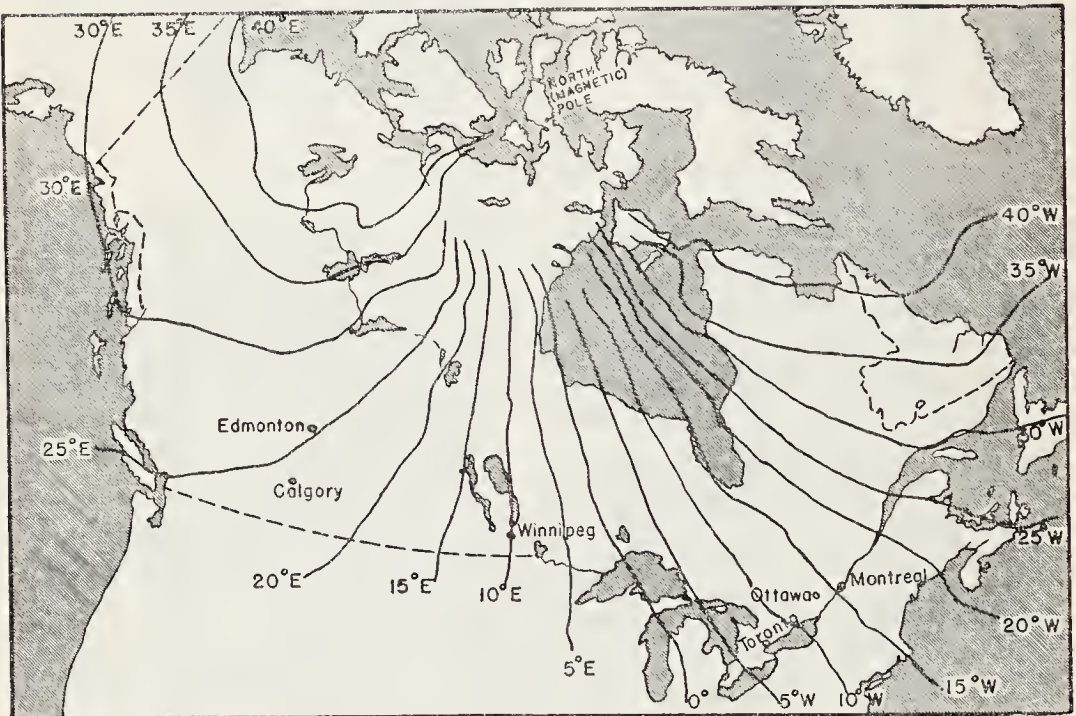 30°E
35°E
40°E
NORTH
(MAGNETIC)
POLE
30°E
40°W
35°W
Edmonton
25°E
30°W
Calgory
Winnipeg
25°W
20°E
15°E
10°E
Ottawa
Montreal
20°W
Toronto
5°E
15°W
0°
5°W
10°W